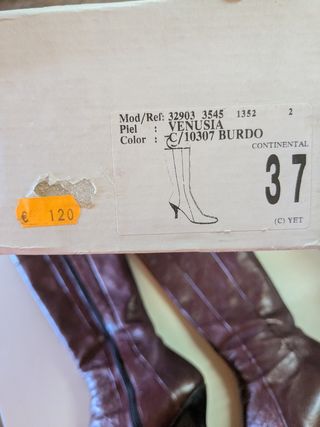 Mod/Ref: 32903 3545 1352 2
Piel : VENUSIA
Color : C/10307 BURDO
CONTINENTAL
37
(C) YET
€ 120